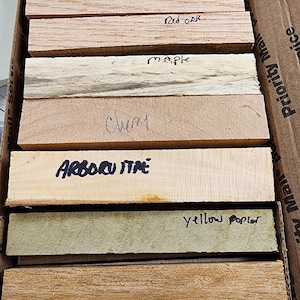 Red OAK
maple
Cherry
ARBORVITAE
yellow poplar
Priority Mail